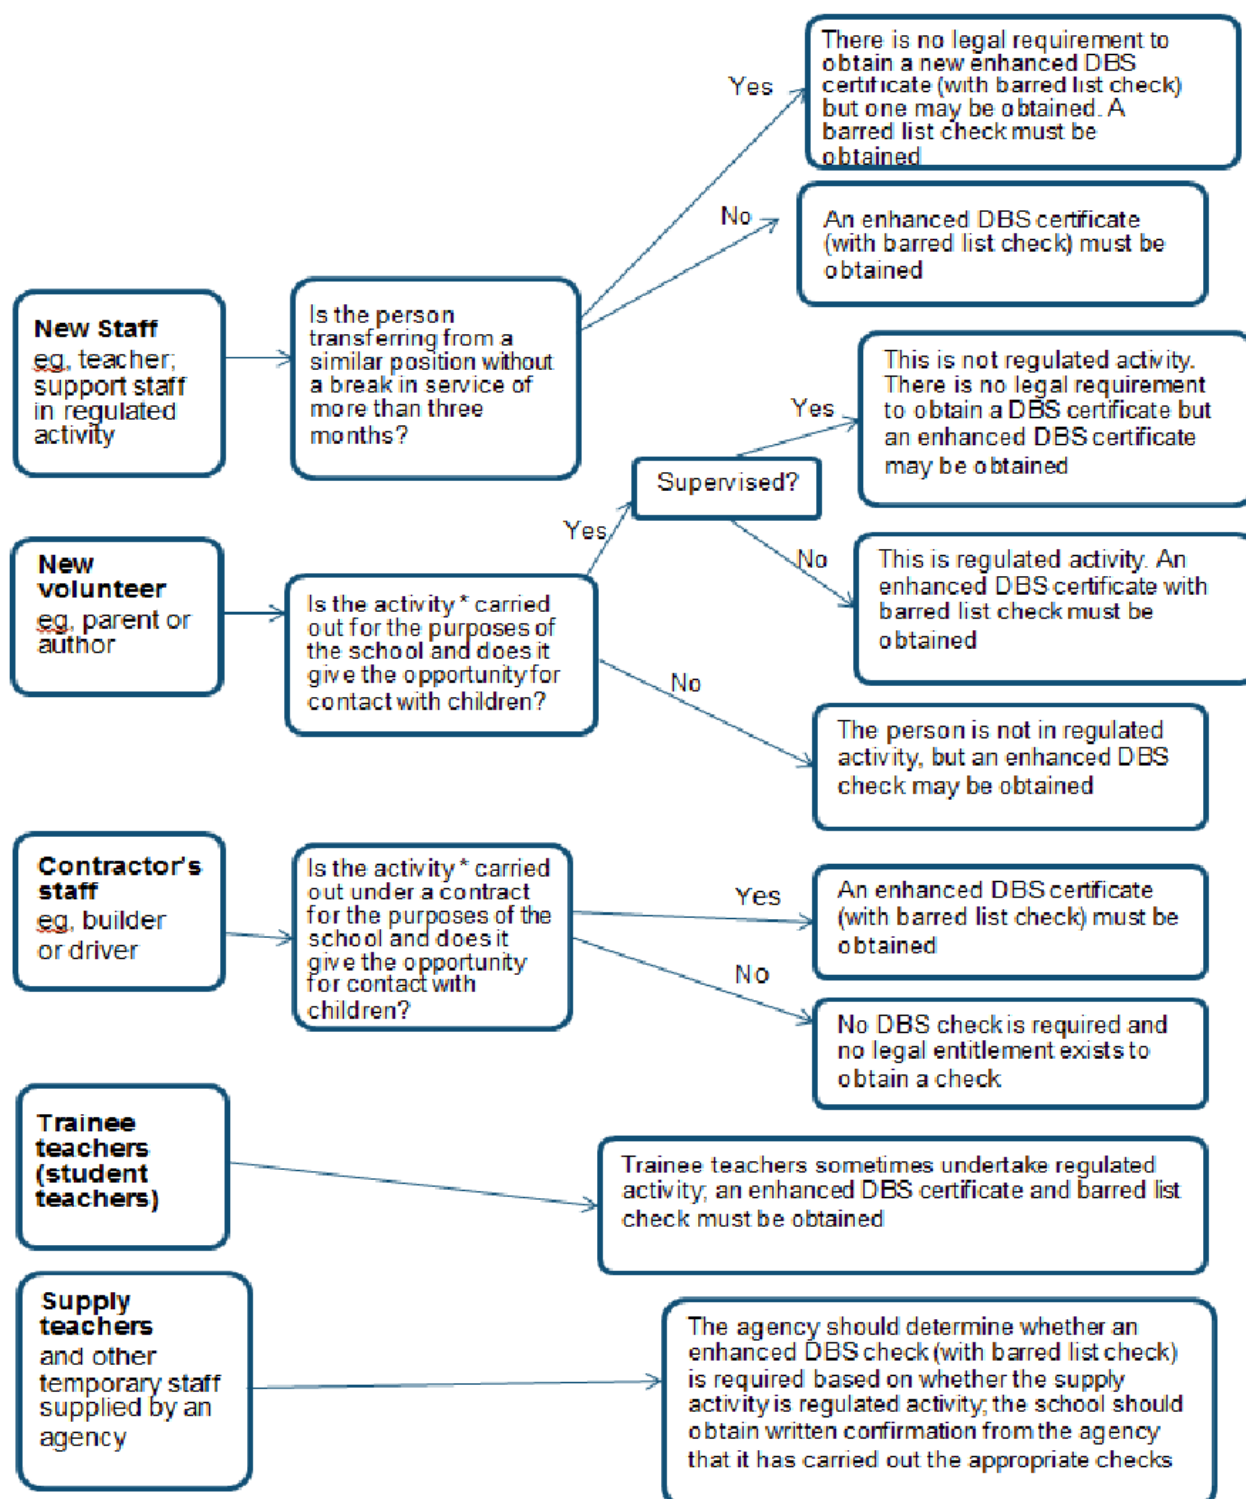 There is no legal requirement to
obtain a new enhanced DBS
certificate (with barred list check)
but one may be obtained. A
barred list check must be
obtained
Yes
No
An enhanced DBS certificate
(with barred list check) must be
obtained
New Staff
eg, teacher;
support staff
in regulated
activity
Is the person
transferring from a
similar position without
a break in service of
more than three
months?
This is not regulated activity.
There is no legal requirement
to obtain a DBS certificate but
an enhanced DBS certificate
may be obtained
Yes
Supervised?
Yes
No
This is regulated activity. An
enhanced DBS certificate with
barred list check must be
obtained
New
volunteer
eg, parent or
author
Is the activity * carried
out for the purposes of
the school and does it
give the opportunity for
contact with children?
No
The person is not in regulated
activity, but an enhanced DBS
check may be obtained
Contractor's
staff
eg, builder
or driver
Is the activity * carried
out under a contract
for the purposes of the
school and does it
give the opportunity
for contact with
children?
Yes
An enhanced DBS certificate
(with barred list check) must be
obtained
No
No DBS check is required and
no legal entitlement exists to
obtain a check
Trainee
teachers
(student
teachers)
Trainee teachers sometimes undertake regulated
activity; an enhanced DBS certificate and barred list
check must be obtained
Supply
teachers
and other
temporary staff
supplied by an
agency
The agency should determine whether an
enhanced DBS check (with barred list check)
is required based on whether the supply
activity is regulated activity; the school should
obtain written confirmation from the agency
that it has carried out the appropriate checks